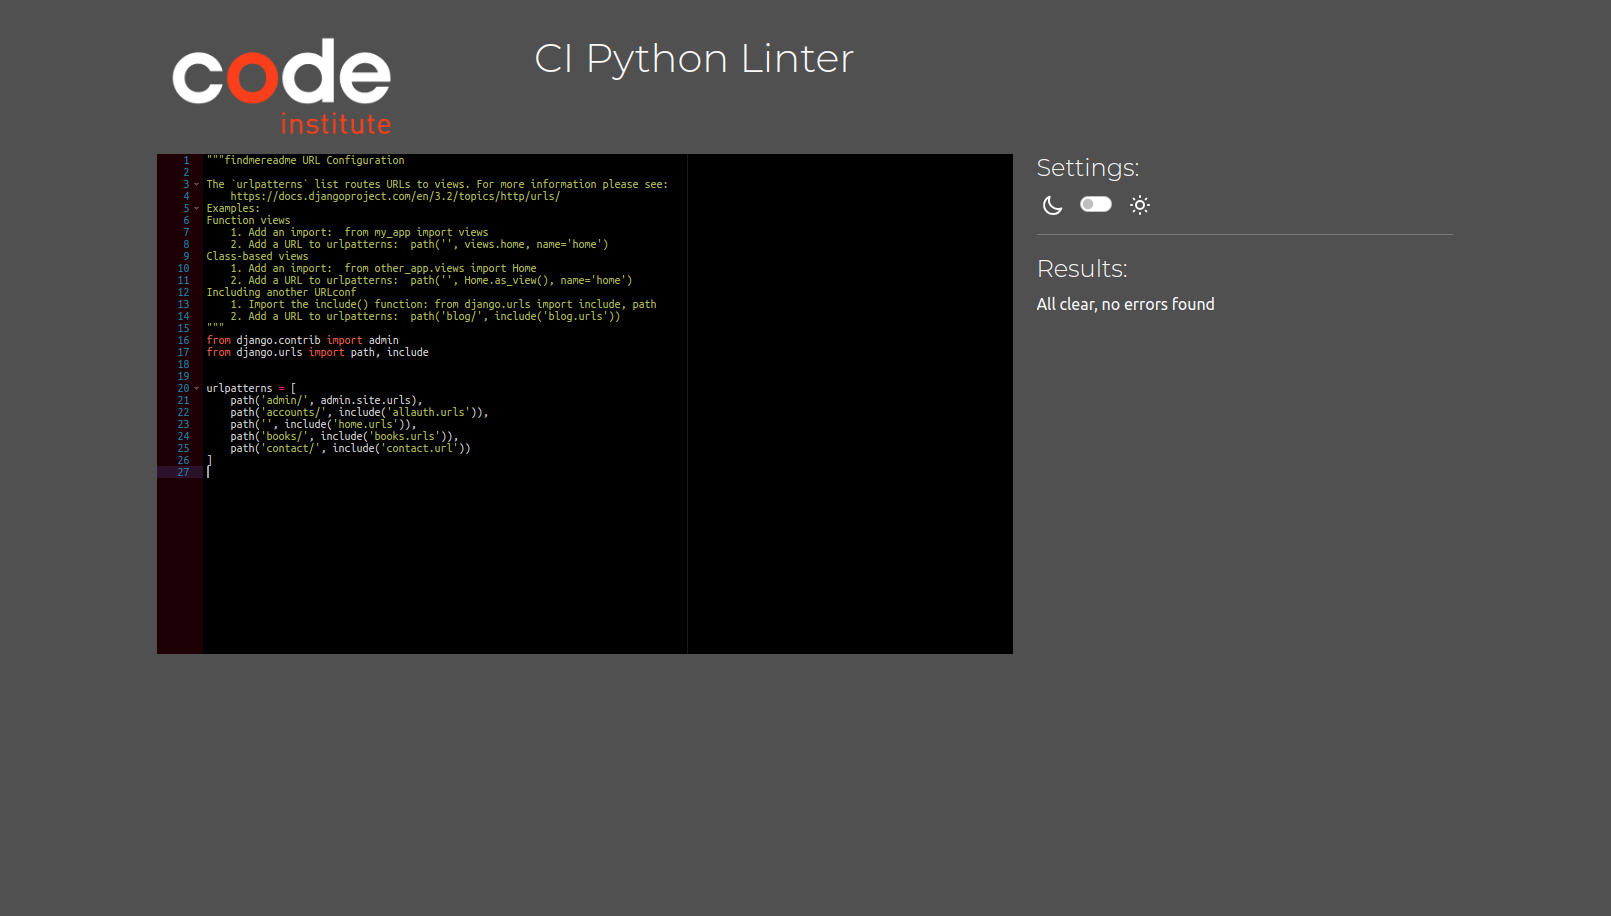 code
institute
CI Python Linter
1 """findmereadme URL Configuration
2
3 The `urlpatterns` list routes URLs to views. For more information please see:
4     https://docs.djangoproject.com/en/3.2/topics/http/urls/
5 Examples:
6 Function views
7     1. Add an import:  from my_app import views
8     2. Add a URL to urlpatterns:  path('', views.home, name='home')
9 Class-based views
10     1. Add an import:  from other_app.views import Home
11     2. Add a URL to urlpatterns:  path('', Home.as_view(), name='home')
12 Including another URLconf
13     1. Import the include() function: from django.urls import include, path
14     2. Add a URL to urlpatterns:  path('blog/', include('blog.urls'))
15 """
16 from django.contrib import admin
17 from django.urls import path, include
18
19
20 urlpatterns = [
21     path('admin/', admin.site.urls),
22     path('accounts/', include('allauth.urls')),
23     path('', include('home.urls')),
24     path('books/', include('books.urls')),
25     path('contact/', include('contact.url'))
26 ]
27
Settings:
Results:
All clear, no errors found